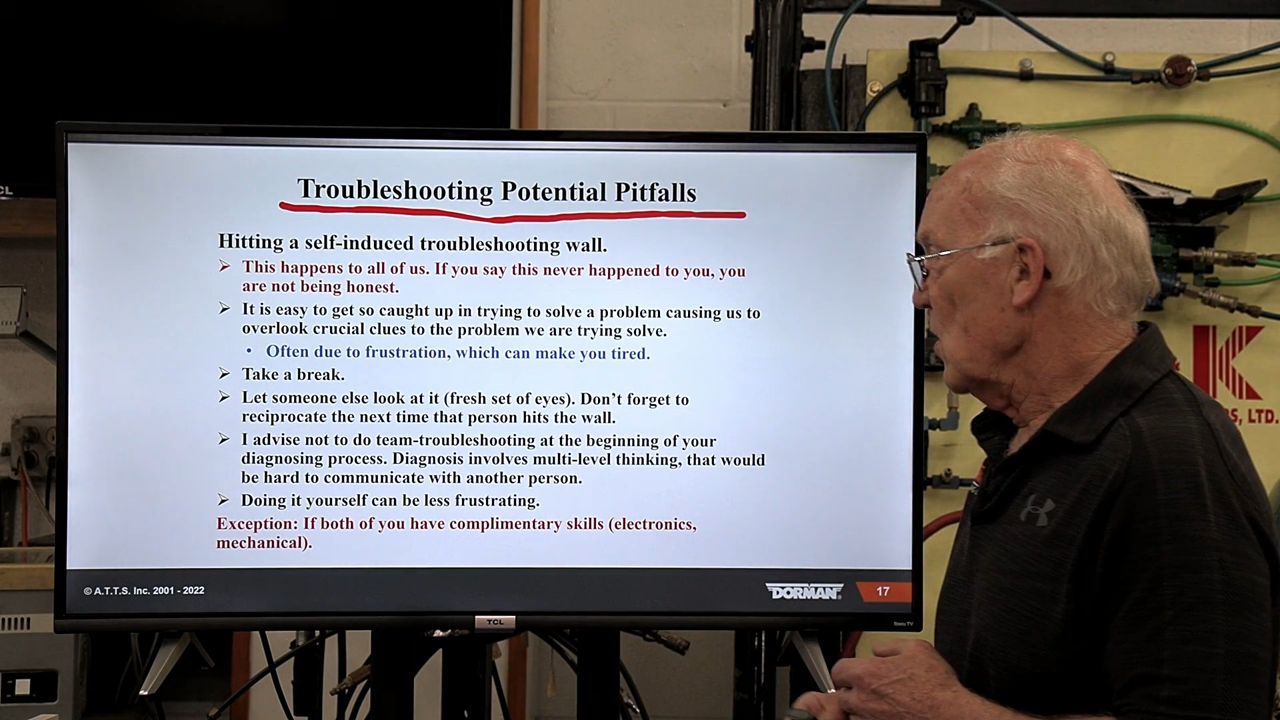 Troubleshooting Potential Pitfalls
Hitting a self-induced troubleshooting wall.
This happens to all of us. If you say this never happened to you, you
are not being honest.
It is easy to get so caught up in trying to solve a problem causing us to
overlook crucial clues to the problem we are trying solve.
Often due to frustration, which can make you tired.
Take a break.
Let someone else look at it (fresh set of eyes). Don't forget to
reciprocate the next time that person hits the wall.
I advise not to do team-troubleshooting at the beginning of your
diagnosing process. Diagnosis involves multi-level thinking, that would
be hard to communicate with another person.
Doing it yourself can be less frustrating.
Exception: If both of you have complimentary skills (electronics,
mechanical).
© A.T.T.S. Inc. 2001 - 2022
DORMAN
17
TCL
Roku TV
CL
K
S, LTD.